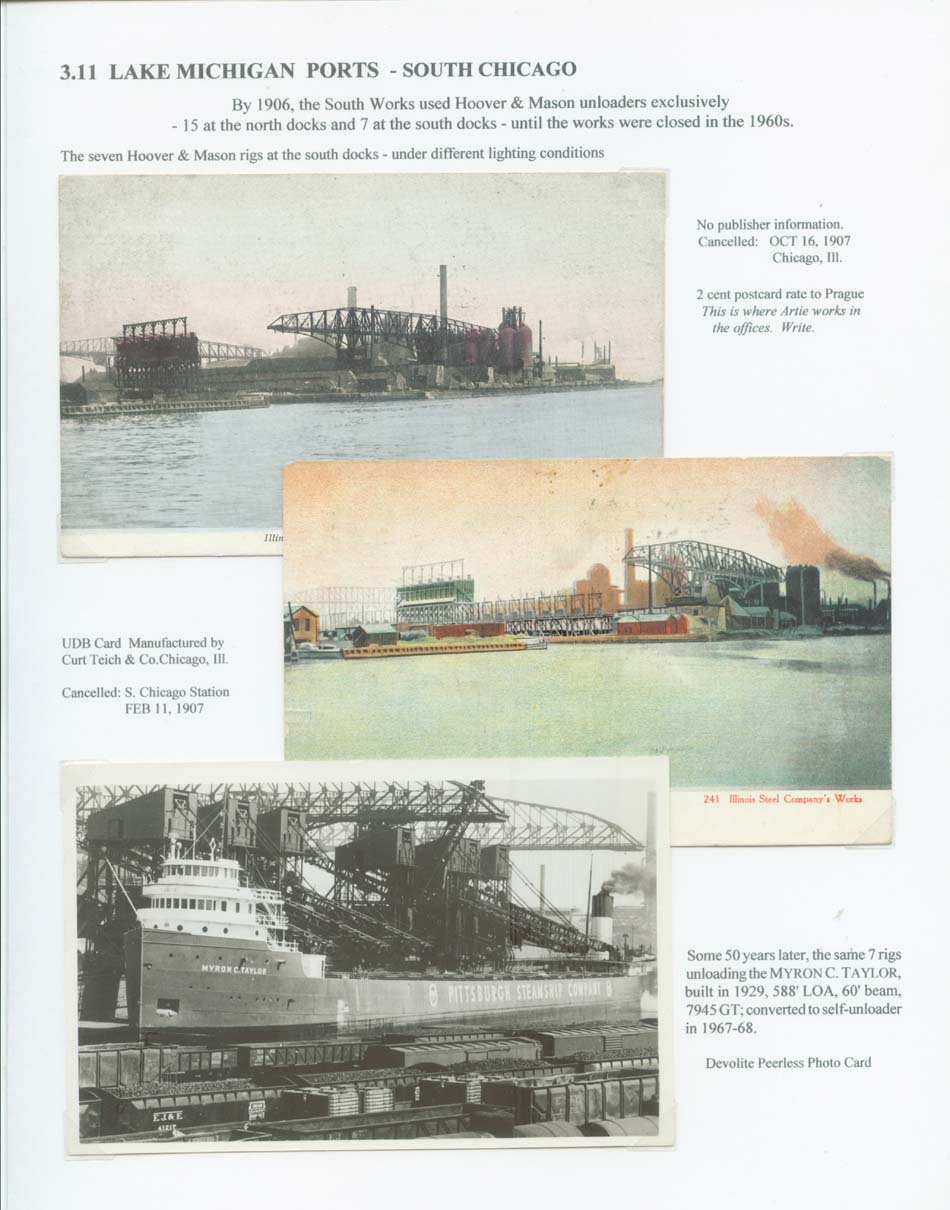 3.11 LAKE MICHIGAN PORTS - SOUTH CHICAGO
By 1906, the South Works used Hoover & Mason unloaders exclusively
- 15 at the north docks and 7 at the south docks - until the works were closed in the 1960s.
The seven Hoover & Mason rigs at the south docks - under different lighting conditions
No publisher information.
Cancelled: OCT 16, 1907
Chicago, Ill.
2 cent postcard rate to Prague
This is where Artie works in
the offices. Write.
Illin
UDB Card Manufactured by
Curt Teich & Co.Chicago, Ill.
Cancelled: S. Chicago Station
FEB 11, 1907
241 Illinois Steel Company's Works
MYRON C. TAYLOR
PITTSBURGH STEAMSHIP COMPANY
E.J.& E
41217
Some 50 years later, the same 7 rigs
unloading the MYRON C. TAYLOR,
built in 1929, 588' LOA, 60' beam,
7945 GT; converted to self-unloader
in 1967-68.
Devolite Peerless Photo Card